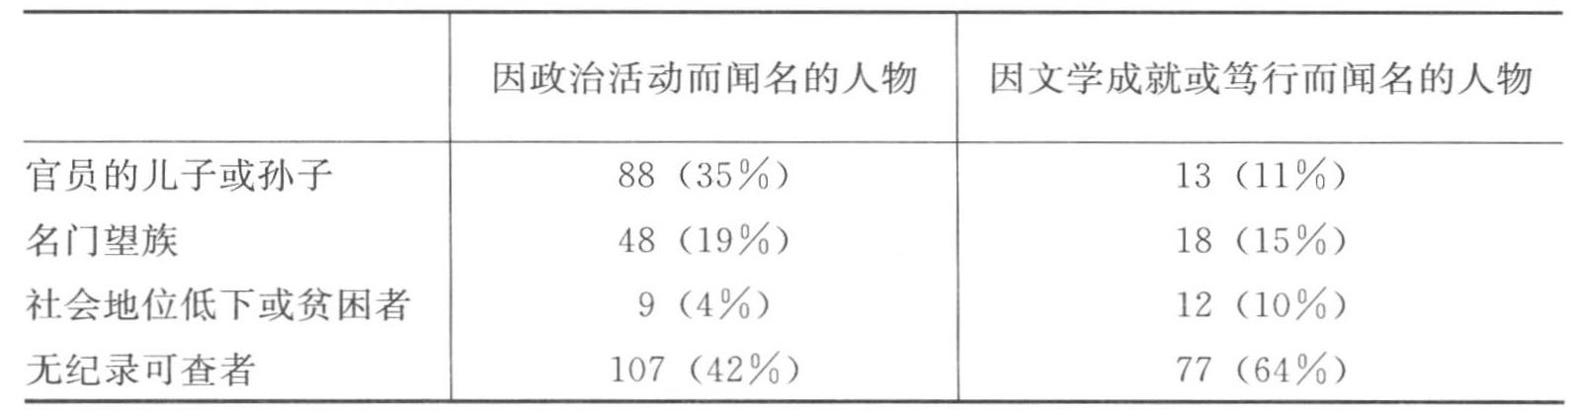 因政治活动而闻名的人物 因文学成就或笃行而闻名的人物
官员的儿子或孙子 88（35%） 13（11%）
名门望族 48（19%） 18（15%）
社会地位低下或贫困者 9（4%） 12（10%）
无纪录可查者 107（42%） 77（64%）